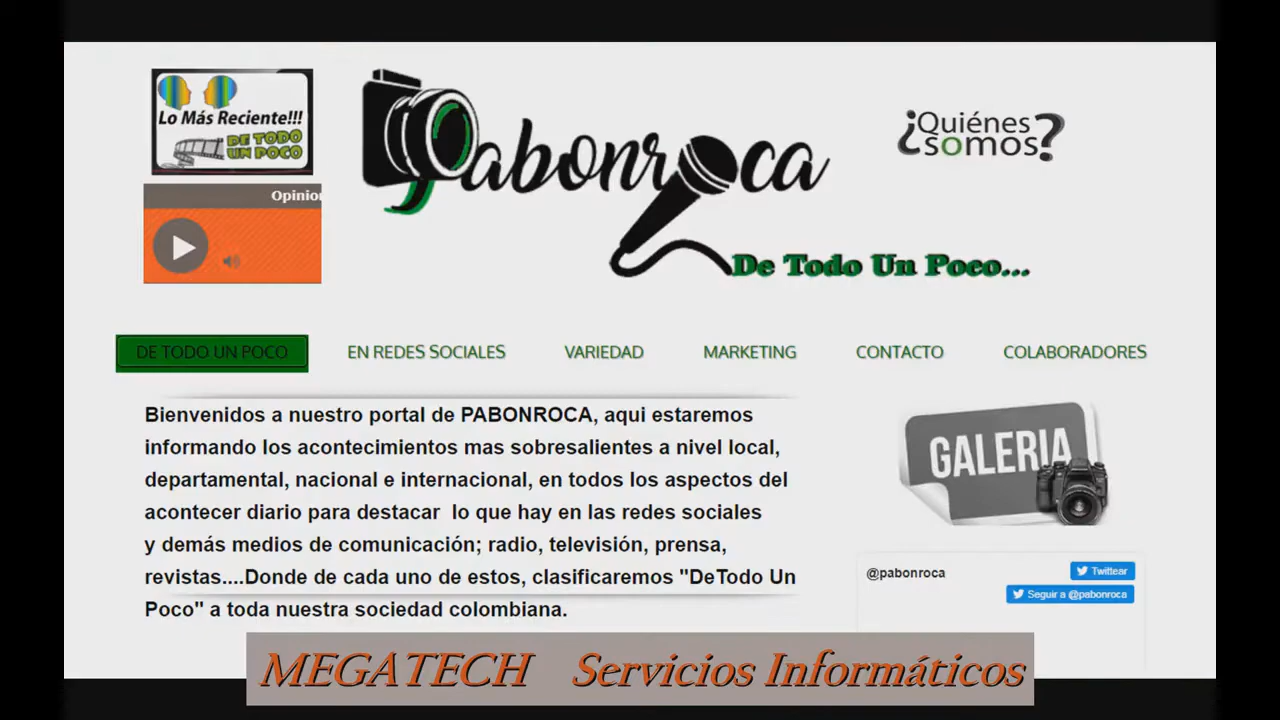 Lo Más Reciente!!!
DE TODO
UN POCO
Pabonroca
De Todo Un Poco...
¿Quiénes
somos?
Opinion
DE TODO UN POCO
EN REDES SOCIALES
VARIEDAD
MARKETING
CONTACTO
COLABORADORES
Bienvenidos a nuestro portal de PABONROCA, aqui estaremos
informando los acontecimientos mas sobresalientes a nivel local,
departamental, nacional e internacional, en todos los aspectos del
acontecer diario para destacar lo que hay en las redes sociales
y demás medios de comunicación; radio, televisión, prensa,
revistas....Donde de cada uno de estos, clasificaremos "DeTodo Un
Poco" a toda nuestra sociedad colombiana.
GALERIA
@pabonroca
Twittear
Seguir a @pabonroca
MEGATECH Servicios Informáticos